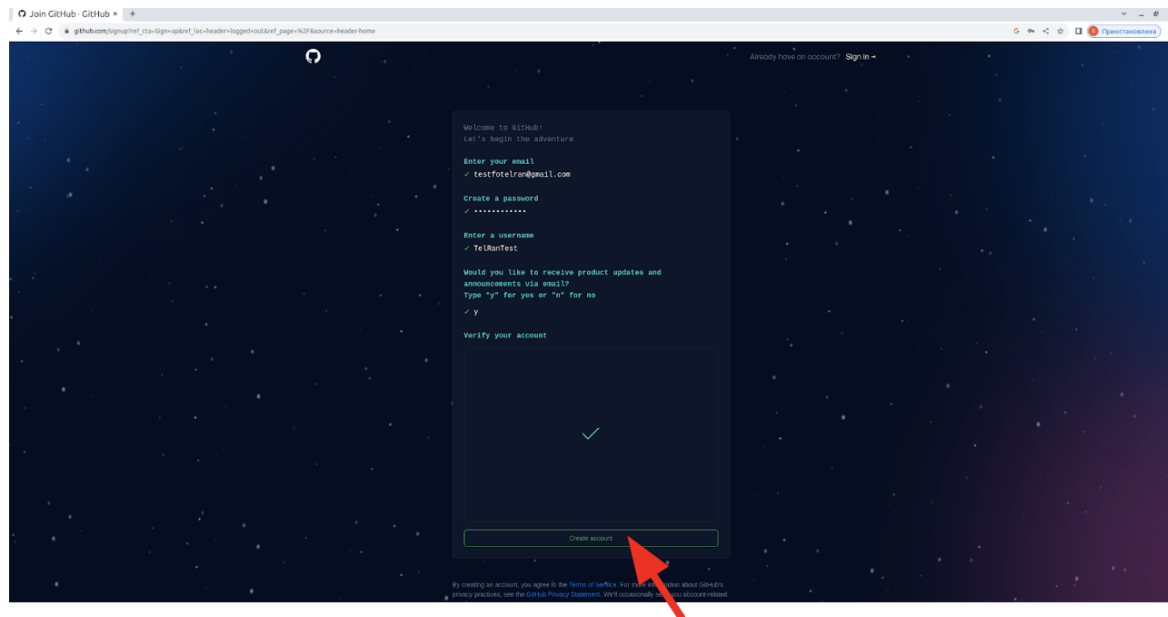 Join GitHub · GitHub
github.com/signup?ref_cta=Sign+up&ref_loc=header+logged+out&ref_page=%2F&source=header-home
Приостановлена
Already have an account? Sign in →
Welcome to GitHub!
Let's begin the adventure
Enter your email
✓ testfotelran@gmail.com
Create a password
✓ ••••••••••••
Enter a username
✓ TelRanTest
Would you like to receive product updates and
announcements via email?
Type "y" for yes or "n" for no
✓ y
Verify your account
Create account
By creating an account, you agree to the Terms of Service. For more information about GitHub's
privacy practices, see the GitHub Privacy Statement. We'll occasionally send you account-related